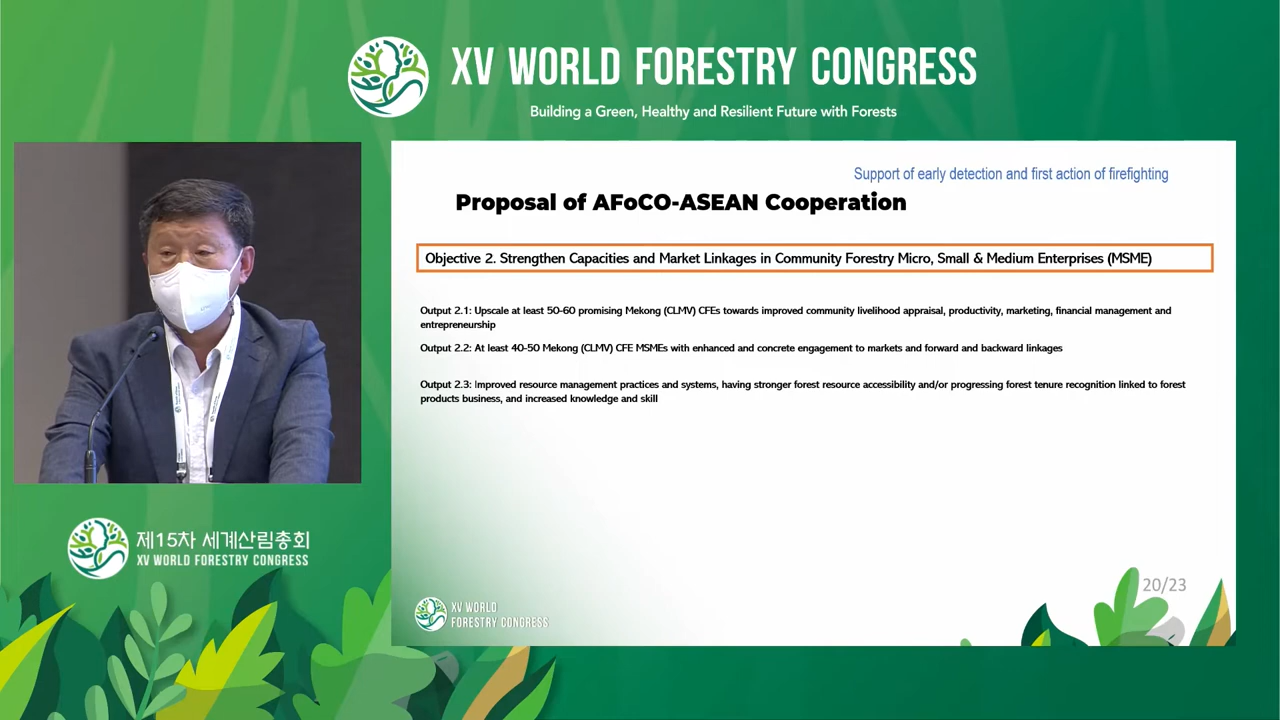 XV WORLD FORESTRY CONGRESS
Building a Green, Healthy and Resilient Future with Forests
Support of early detection and first action of firefighting
Proposal of AFoCO-ASEAN Cooperation
Objective 2. Strengthen Capacities and Market Linkages in Community Forestry Micro, Small & Medium Enterprises (MSME)
Output 2.1: Upscale at least 50-60 promising Mekong (CLMV) CFEs towards improved community livelihood appraisal, productivity, marketing, financial management and
entrepreneurship
Output 2.2: At least 40-50 Mekong (CLMV) CFE MSMEs with enhanced and concrete engagement to markets and forward and backward linkages
Output 2.3: Improved resource management practices and systems, having stronger forest resource accessibility and/or progressing forest tenure recognition linked to forest
products business, and increased knowledge and skill
제15차 세계산림총회
XV WORLD FORESTRY CONGRESS
20/23
XV WORLD
FORESTRY CONGRESS